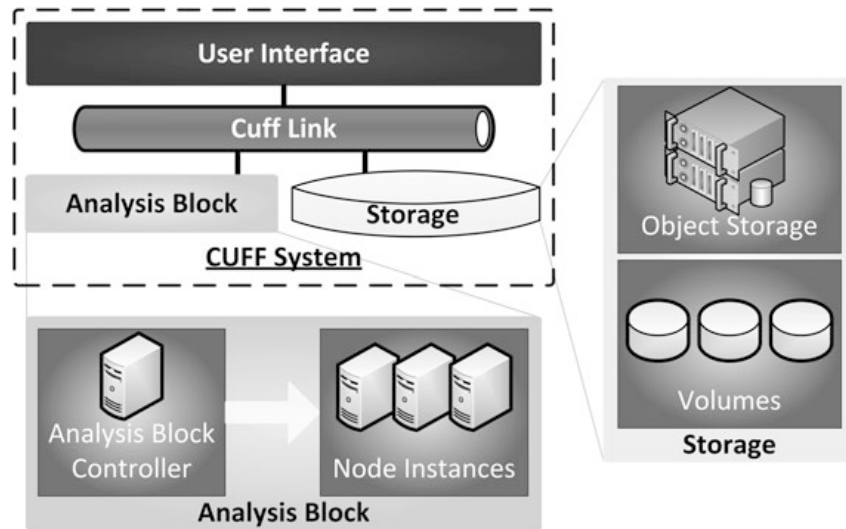 User Interface
Cuff Link
Analysis Block
Storage
CUFF System
Object Storage
Volumes
Storage
Analysis Block
Controller
Node Instances
Analysis Block